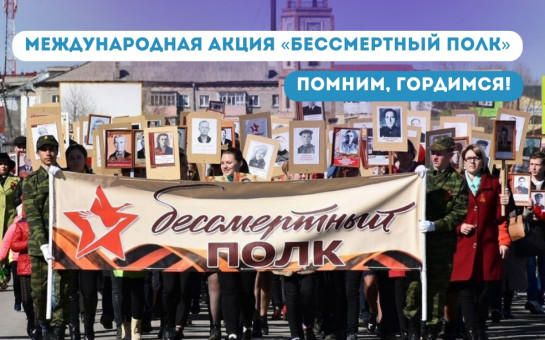 МЕЖДУНАРОДНАЯ АКЦИЯ «БЕССМЕРТНЫЙ ПОЛК»
ПОМНИМ, ГОРДИМСЯ!
бессмертный
ПОЛК